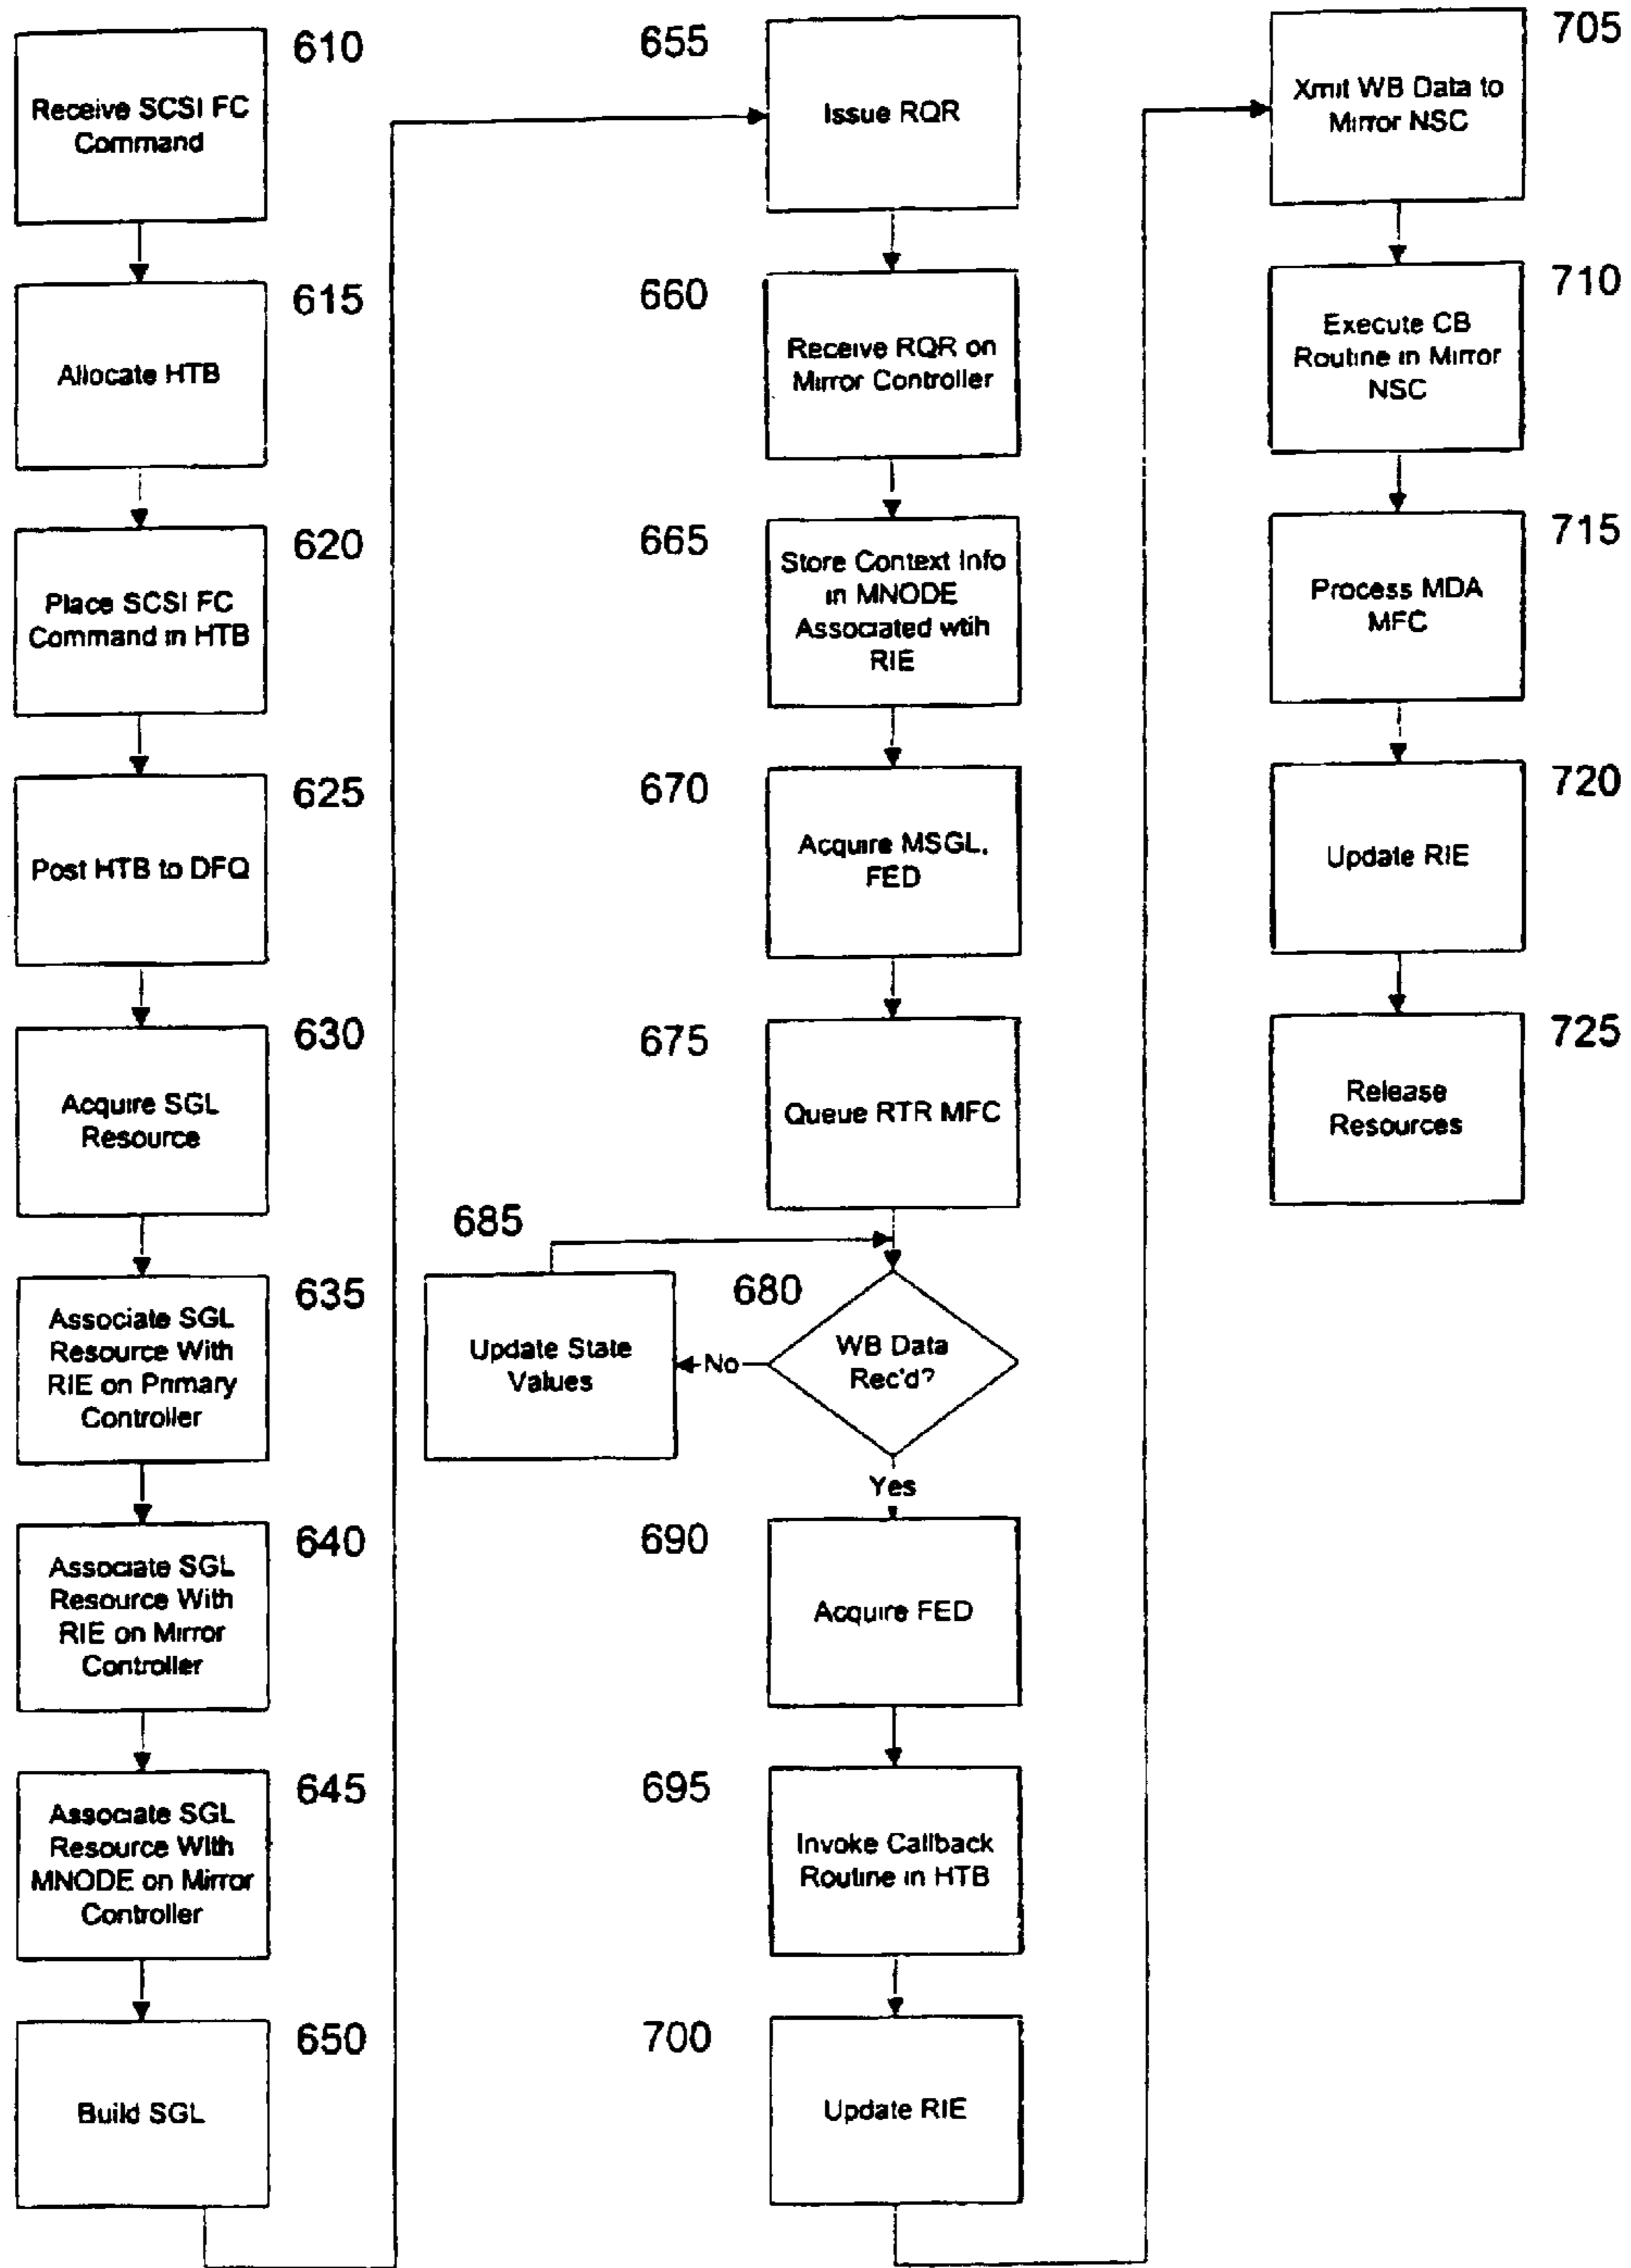 610
Receive SCSI FC
Command
615
Allocate HTB
620
Place SCSI FC
Command in HTB
625
Post HTB to DFQ
630
Acquire SGL
Resource
635
Associate SGL
Resource With
RIE on Primary
Controller
640
Associate SGL
Resource With
RIE on Mirror
Controller
645
Associate SGL
Resource With
MNODE on Mirror
Controller
650
Build SGL
655
Issue RQR
660
Receive RQR on
Mirror Controller
665
Store Context Info
in MNODE
Associated wtih
RIE
670
Acquire MSGL,
FED
675
Queue RTR MFC
685
Update State
Values
680
WB Data
Rec'd?
No
Yes
690
Acquire FED
695
Invoke Callback
Routine in HTB
700
Update RIE
705
Xmit WB Data to
Mirror NSC
710
Execute CB
Routine in Mirror
NSC
715
Process MDA
MFC
720
Update RIE
725
Release
Resources